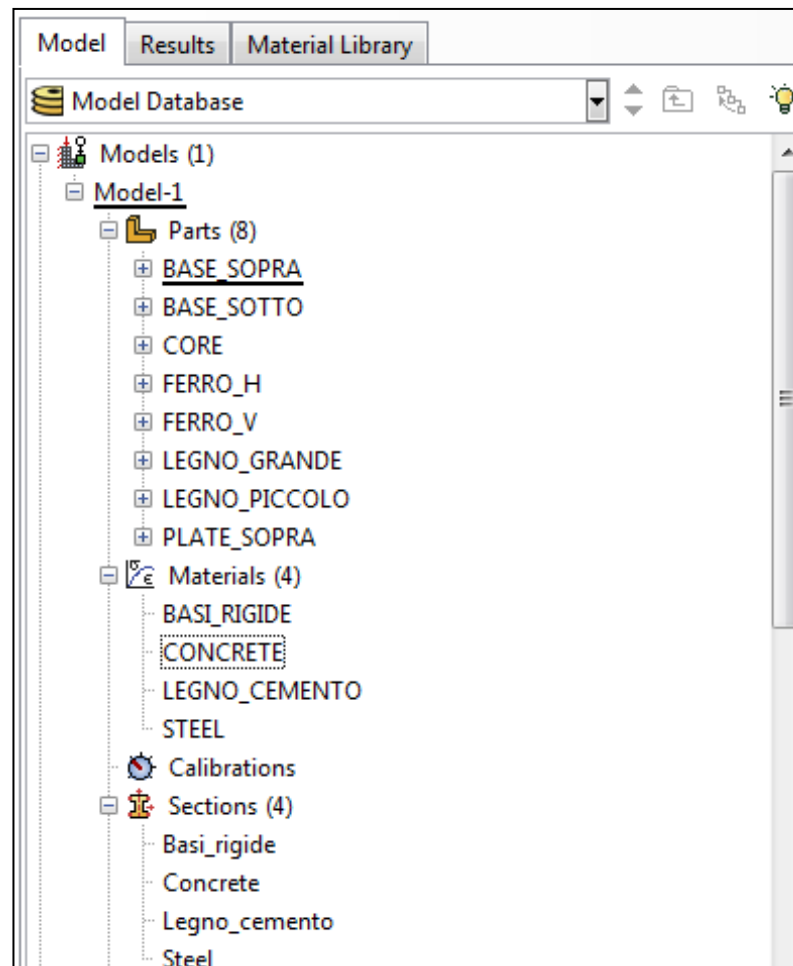 Model Results Material Library
Model Database
Models (1)
Model-1
Parts (8)
BASE_SOPRA
BASE_SOTTO
CORE
FERRO_H
FERRO_V
LEGNO_GRANDE
LEGNO_PICCOLO
PLATE_SOPRA
Materials (4)
BASI_RIGIDE
CONCRETE
LEGNO_CEMENTO
STEEL
Calibrations
Sections (4)
Basi_rigide
Concrete
Legno_cemento
Steel